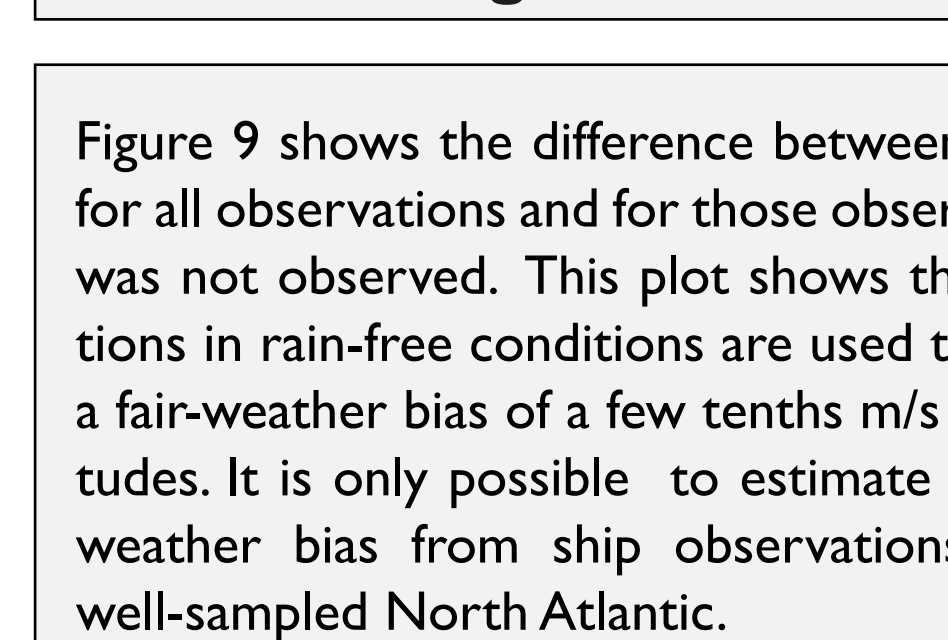 Figure 9 shows the difference between
for all observations and for those obser
was not observed. This plot shows th
tions in rain-free conditions are used t
a fair-weather bias of a few tenths m/s
tudes. It is only possible to estimate
weather bias from ship observations
well-sampled North Atlantic.